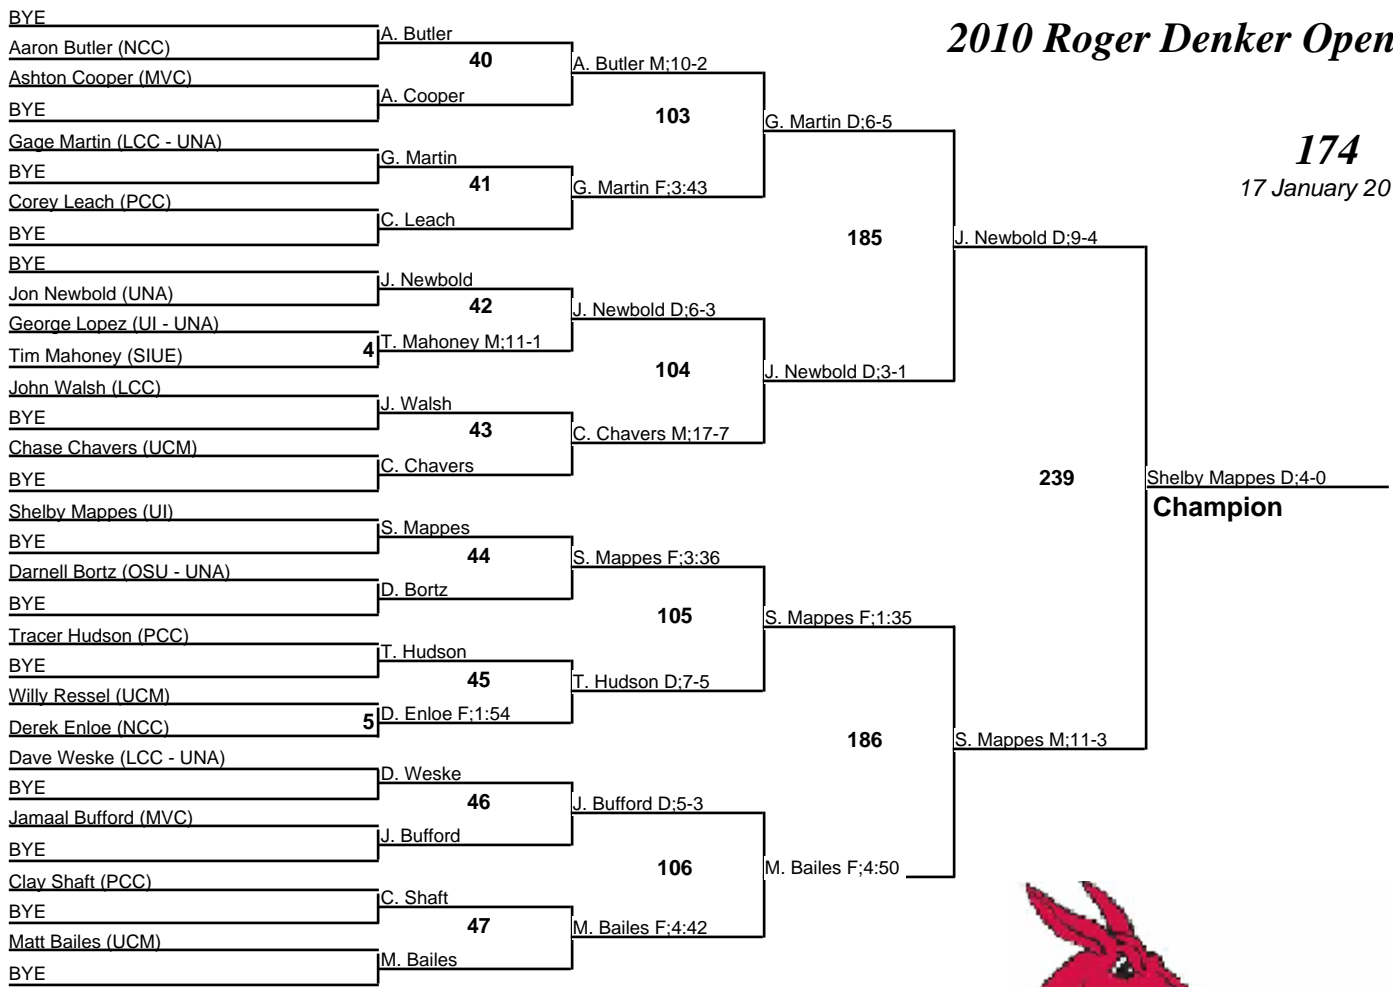 2010 Roger Denker Open
174
17 January 20
BYE
Aaron Butler (NCC)
Ashton Cooper (MVC)
BYE
Gage Martin (LCC - UNA)
BYE
Corey Leach (PCC)
BYE
BYE
Jon Newbold (UNA)
George Lopez (UI - UNA)
Tim Mahoney (SIUE)
John Walsh (LCC)
BYE
Chase Chavers (UCM)
BYE
Shelby Mappes (UI)
BYE
Darnell Bortz (OSU - UNA)
BYE
Tracer Hudson (PCC)
BYE
Willy Ressel (UCM)
Derek Enloe (NCC)
Dave Weske (LCC - UNA)
BYE
Jamaal Bufford (MVC)
BYE
Clay Shaft (PCC)
BYE
Matt Bailes (UCM)
BYE
4
5
A. Butler
40
A. Cooper
G. Martin
41
C. Leach
J. Newbold
42
T. Mahoney M;11-1
J. Walsh
43
C. Chavers
S. Mappes
44
D. Bortz
T. Hudson
45
D. Enloe F;1:54
D. Weske
46
J. Bufford
C. Shaft
47
M. Bailes
A. Butler M;10-2
103
G. Martin F;3:43
J. Newbold D;6-3
104
C. Chavers M;17-7
S. Mappes F;3:36
105
T. Hudson D;7-5
J. Bufford D;5-3
106
M. Bailes F;4:42
G. Martin D;6-5
185
J. Newbold D;3-1
S. Mappes F;1:35
186
M. Bailes F;4:50
J. Newbold D;9-4
239
S. Mappes M;11-3
Shelby Mappes D;4-0
Champion